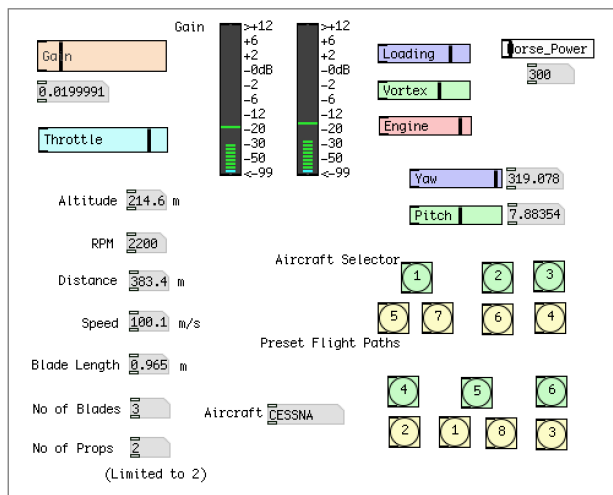 Gain
Gain
0.0199991
Throttle
>+12
+6
+2
-0dB
-2
-6
-12
-20
-30
-50
<-99
>+12
+6
+2
-0dB
-2
-6
-12
-20
-30
-50
<-99
Loading
Vortex
Engine
Horse_Power
300
Yaw 319.078
Pitch 7.88354
Altitude 214.6 m
RPM 2200
Distance 383.4 m
Speed 100.1 m/s
Blade Length 0.965 m
No of Blades 3
No of Props 2
(Limited to 2)
Aircraft CESSNA
Aircraft Selector
1 2 3
5 7 6 4
Preset Flight Paths
4 5 6
2 1 8 3